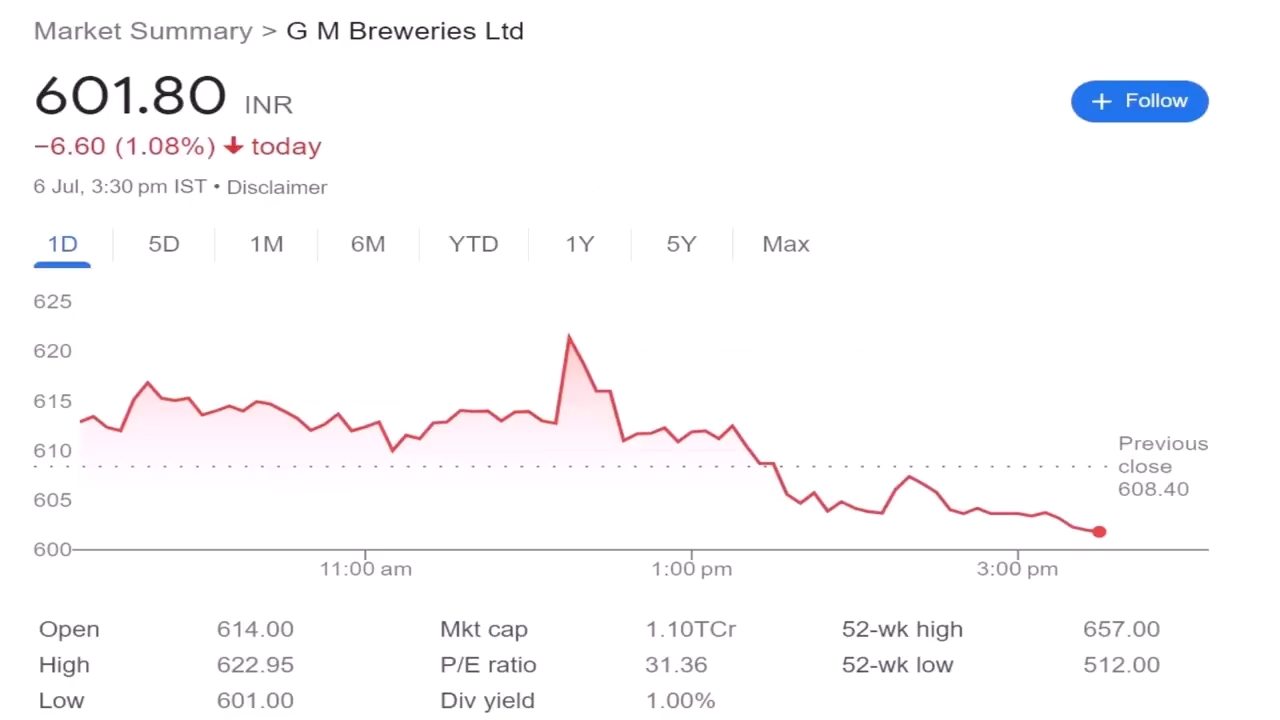 Market Summary > G M Breweries Ltd
601.80 INR
+ Follow
−6.60 (1.08%) ↓ today
6 Jul, 3:30 pm IST • Disclaimer
1D 5D 1M 6M YTD 1Y 5Y Max
625
620
615
610
605
600
Previous
close
608.40
11:00 am 1:00 pm 3:00 pm
Open 614.00 Mkt cap 1.10TCr 52-wk high 657.00
High 622.95 P/E ratio 31.36 52-wk low 512.00
Low 601.00 Div yield 1.00%